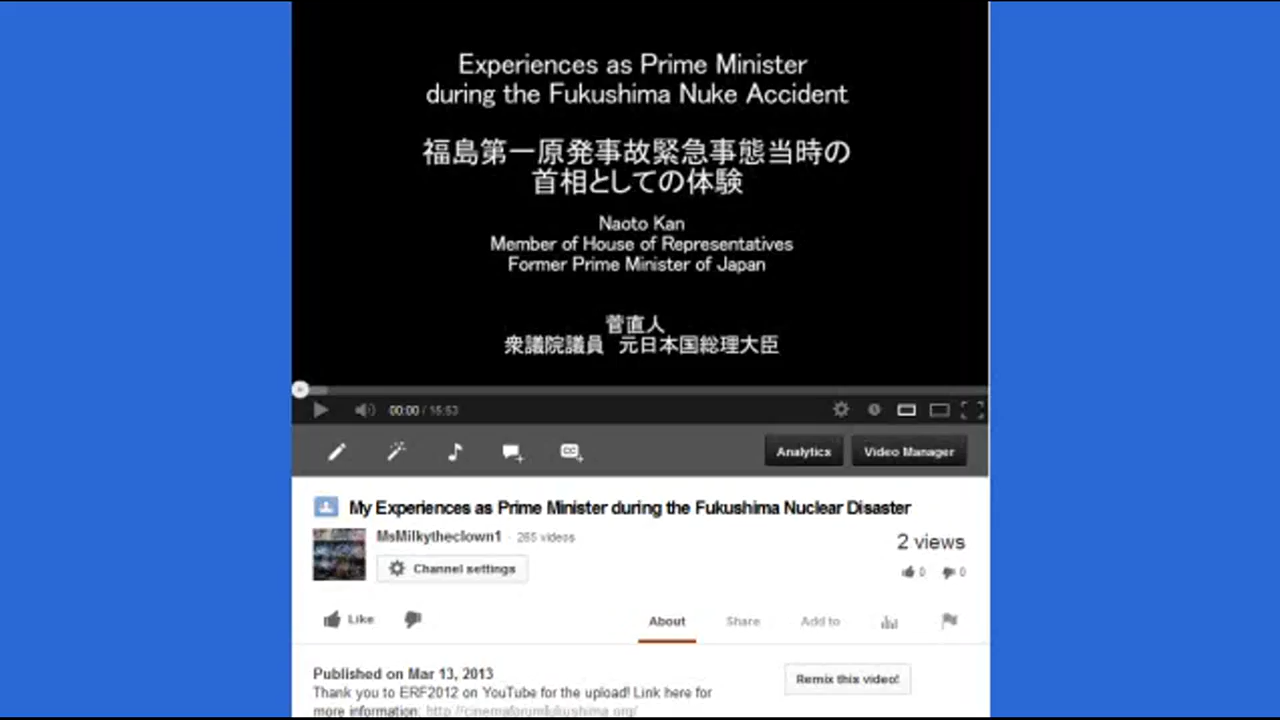 Experiences as Prime Minister
during the Fukushima Nuke Accident
福島第一原発事故緊急事態当時の
首相としての体験
Naoto Kan
Member of House of Representatives
Former Prime Minister of Japan
菅直人
衆議院議員 元日本国総理大臣
00:00 / 15:53
Analytics
Video Manager
My Experiences as Prime Minister during the Fukushima Nuclear Disaster
MsMilkytheclown1 · 265 videos
2 views
Channel settings
0 0
Like
About Share Add to
Published on Mar 13, 2013
Remix this video!
Thank you to ERF2012 on YouTube for the upload! Link here for
more information: http://cinemaforumfukushima.org/